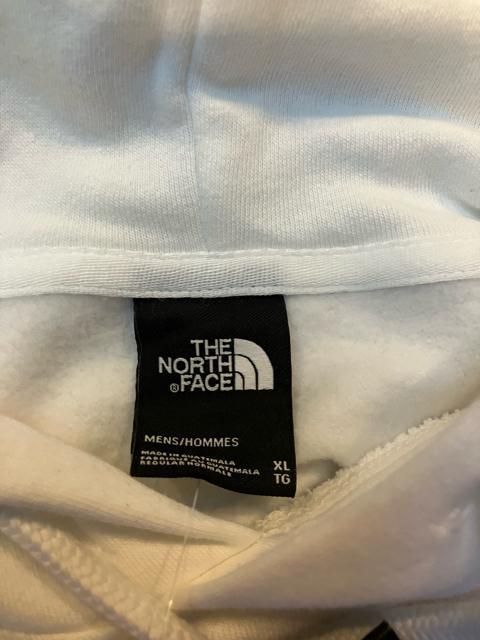 THE
NORTH
FACE
®
MENS/HOMMES
MADE IN GUATEMALA
FABRIQUE AU GUATEMALA
REGULAR NORMALE
XL
TG